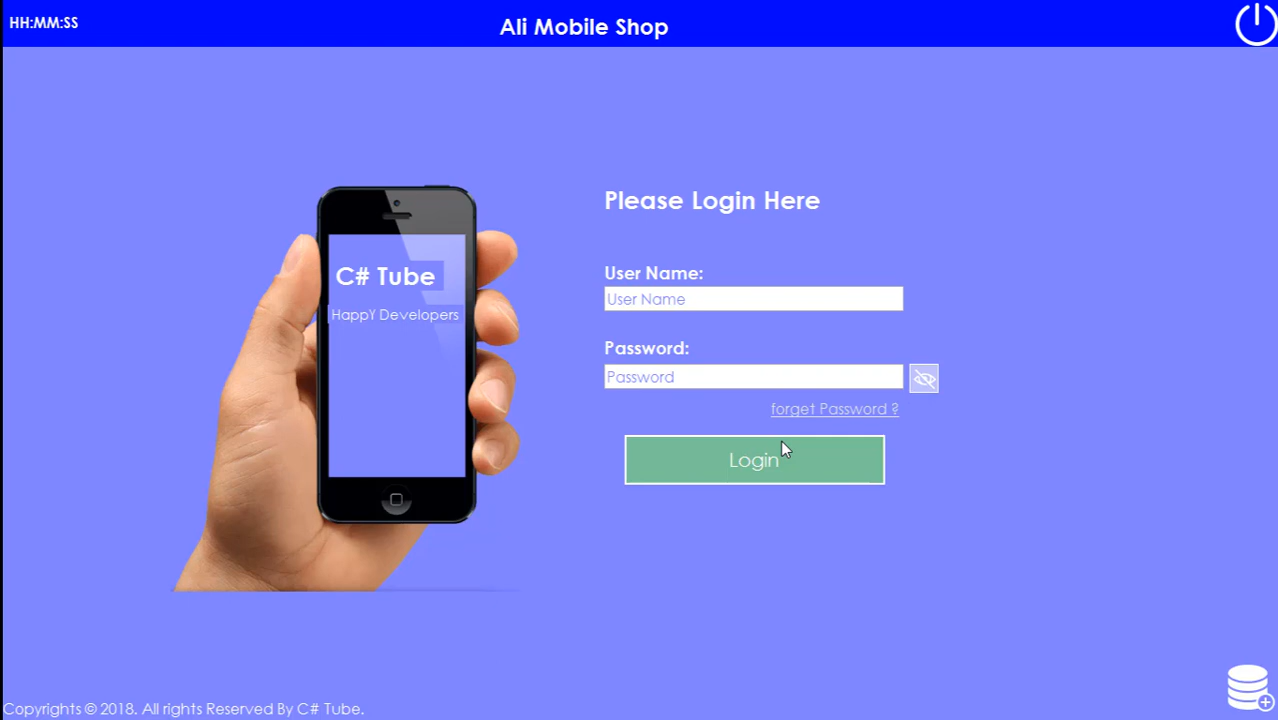 HH:MM:SS
Ali Mobile Shop
C# Tube
HappY Developers
Please Login Here
User Name:
User Name
Password:
Password
forget Password ?
Login
Copyrights © 2018. All rights Reserved By C# Tube.